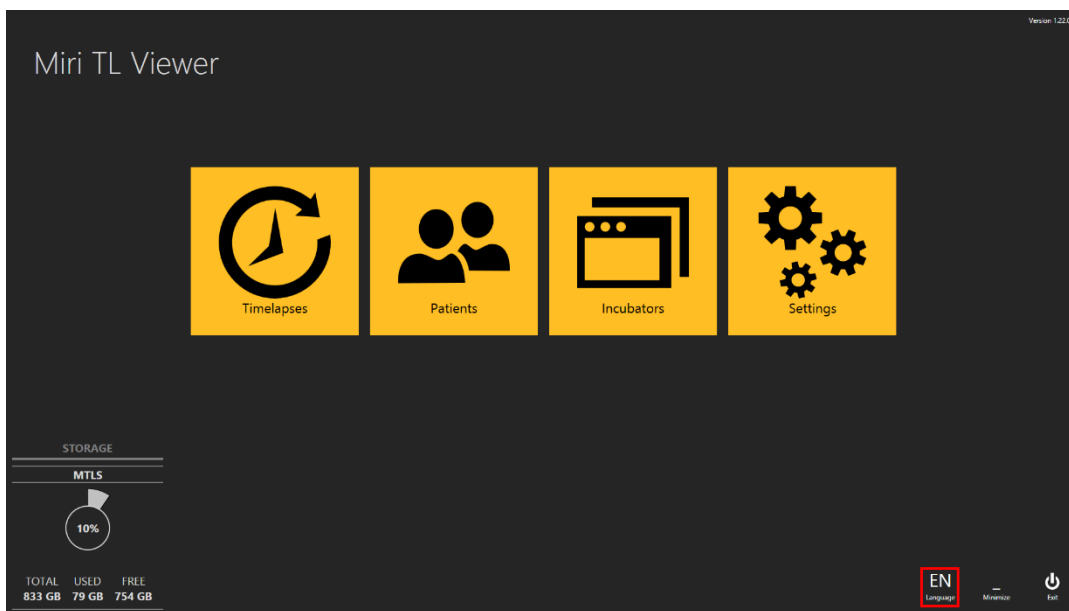 Version 1.22.0
Miri TL Viewer
Timelapses
Patients
Incubators
Settings
STORAGE
MTLS
10%
TOTAL USED FREE
833 GB 79 GB 754 GB
EN
Language
Minimize
Exit